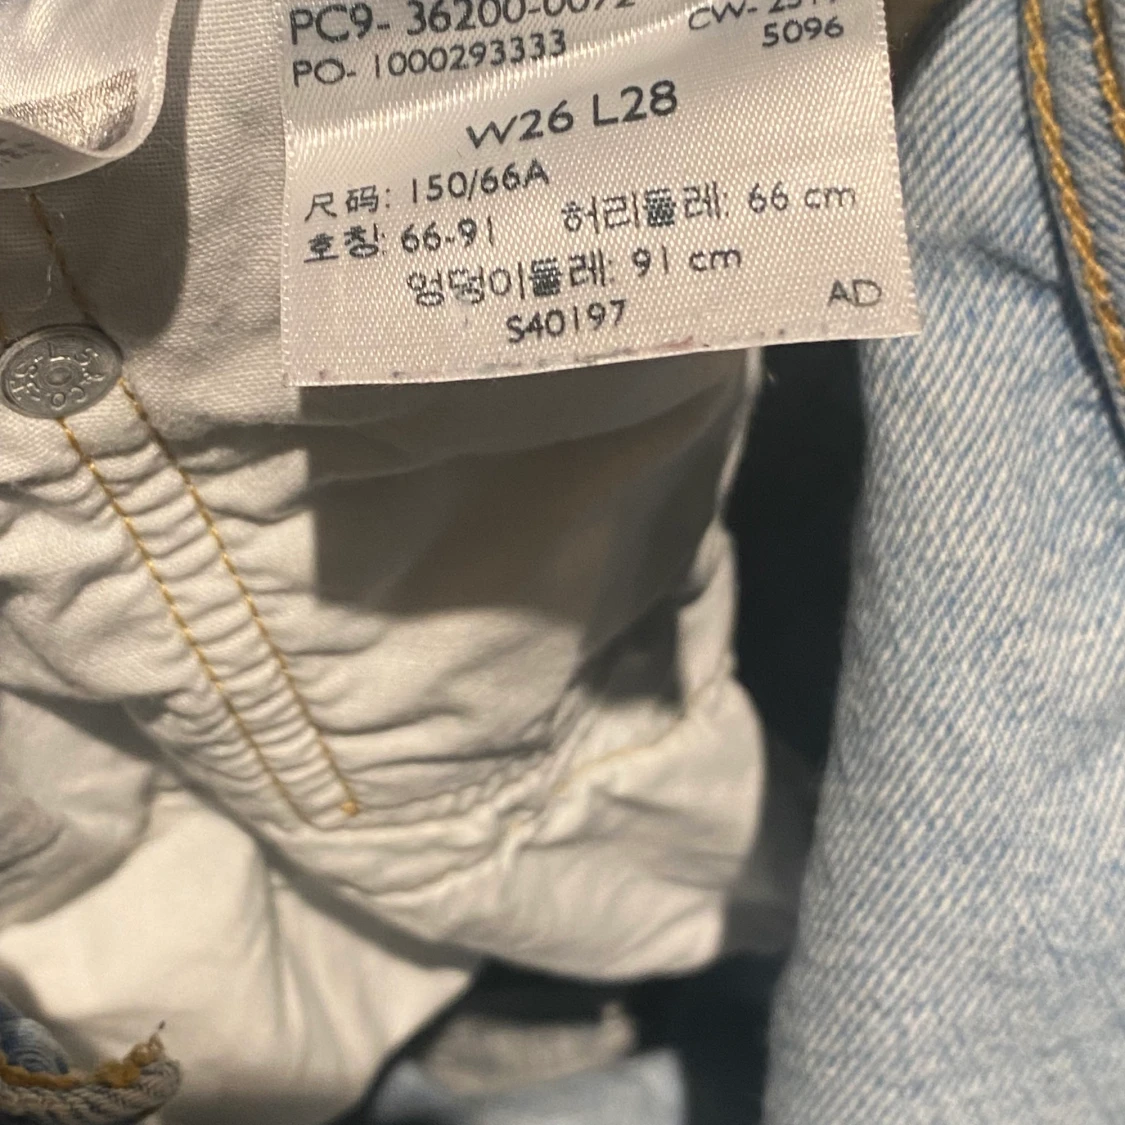 PC9- 36200-0072
CW-
PO- 1000293333
5096
W26 L28
尺码: 150/66A
호칭: 66-91 허리둘레: 66 cm
엉덩이둘레: 91 cm
S40197
AD